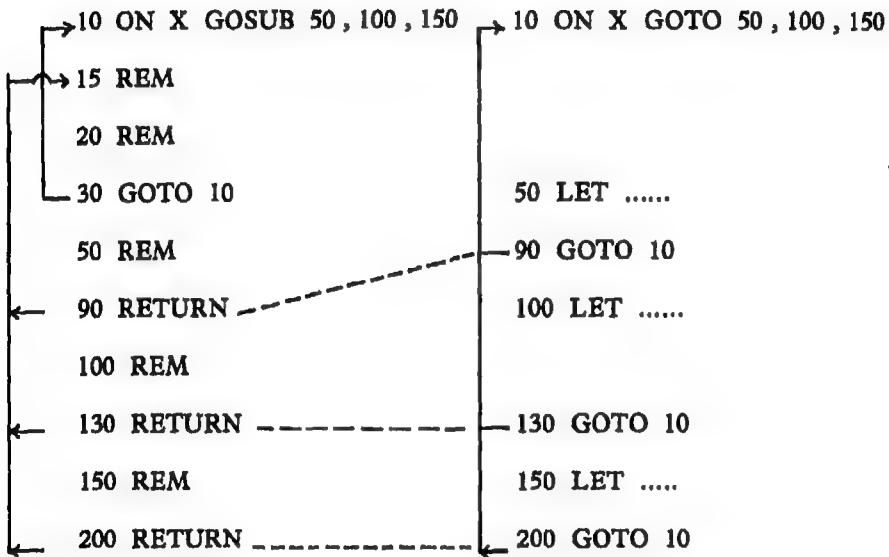 10 ON X GOSUB 50 , 100 , 150
15 REM
20 REM
30 GOTO 10
50 REM
90 RETURN
100 REM
130 RETURN
150 REM
200 RETURN
10 ON X GOTO 50 , 100 , 150
50 LET ......
90 GOTO 10
100 LET ......
130 GOTO 10
150 LET .....
200 GOTO 10